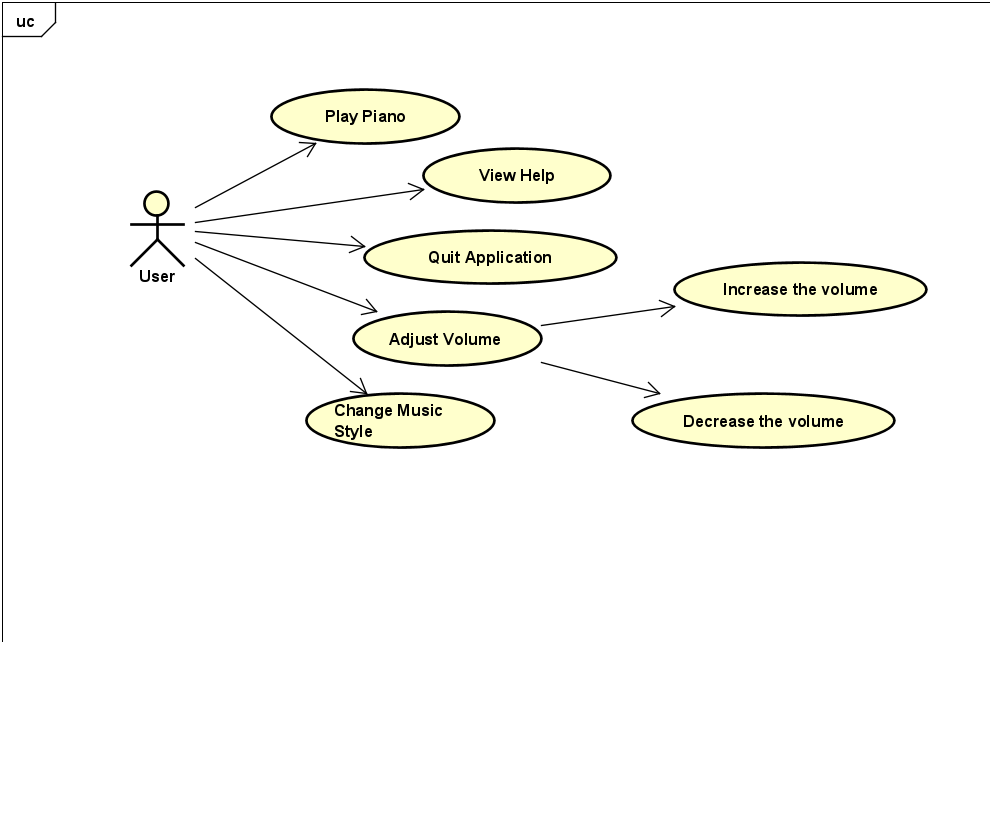 uc
Play Piano
View Help
User
Quit Application
Increase the volume
Adjust Volume
Change Music
Style
Decrease the volume